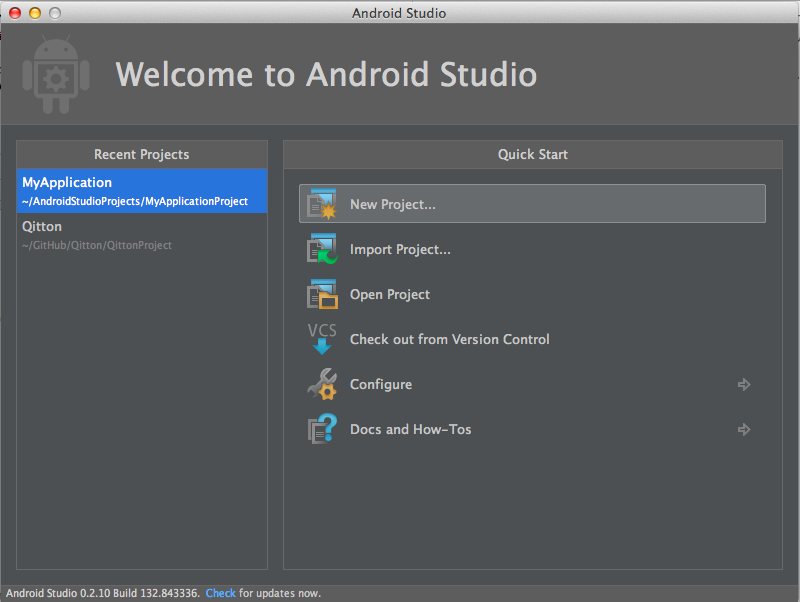 Android Studio
Welcome to Android Studio
Recent Projects
MyApplication
~/AndroidStudioProjects/MyApplicationProject
Qitton
~/GitHub/Qitton/QittonProject
Quick Start
New Project...
Import Project...
Open Project
VCS
Check out from Version Control
Configure
Docs and How-Tos
Android Studio 0.2.10 Build 132.843336. Check for updates now.